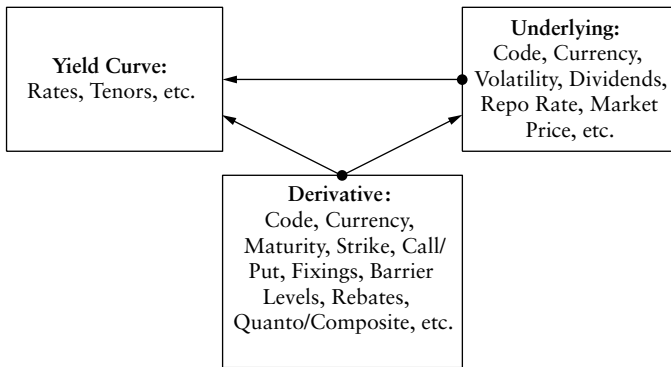 Yield Curve:
Rates, Tenors, etc.
Underlying:
Code, Currency,
Volatility, Dividends,
Repo Rate, Market
Price, etc.
Derivative:
Code, Currency,
Maturity, Strike, Call/
Put, Fixings, Barrier
Levels, Rebates,
Quanto/Composite, etc.